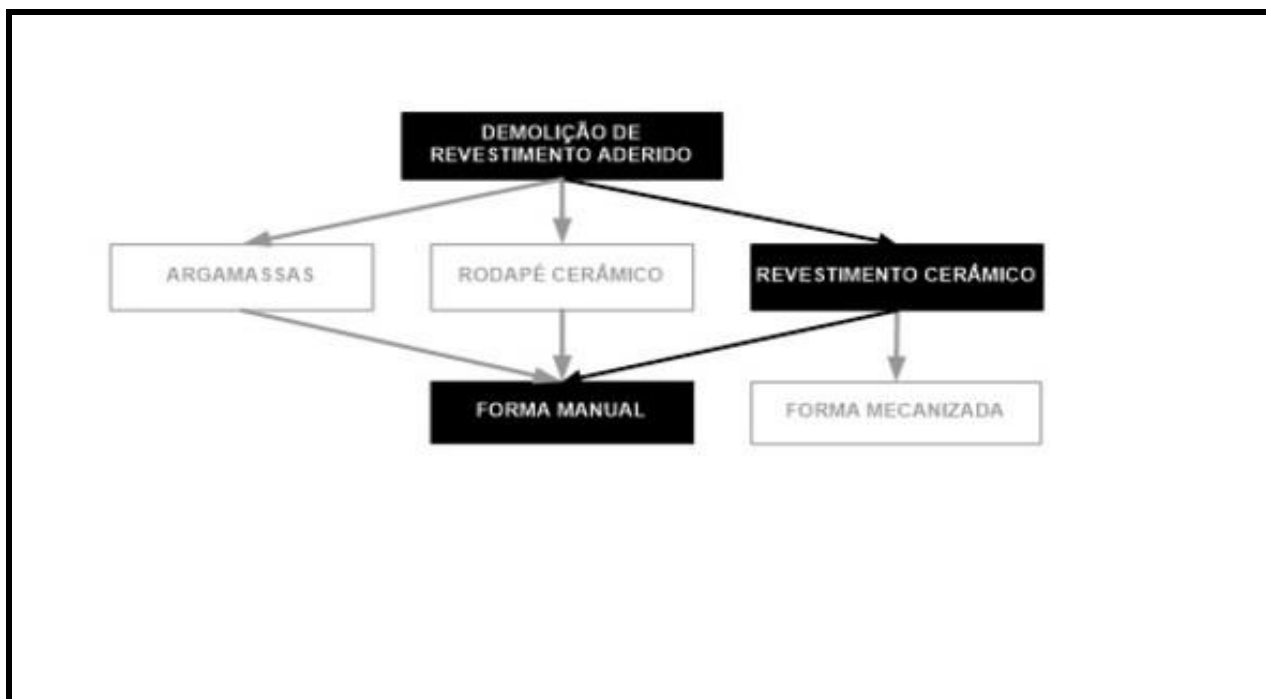 DEMOLIÇÃO DE
REVESTIMENTO ADERIDO
ARGAMASSAS
RODAPÉ CERÂMICO
REVESTIMENTO CERÂMICO
FORMA MANUAL
FORMA MECANIZADA